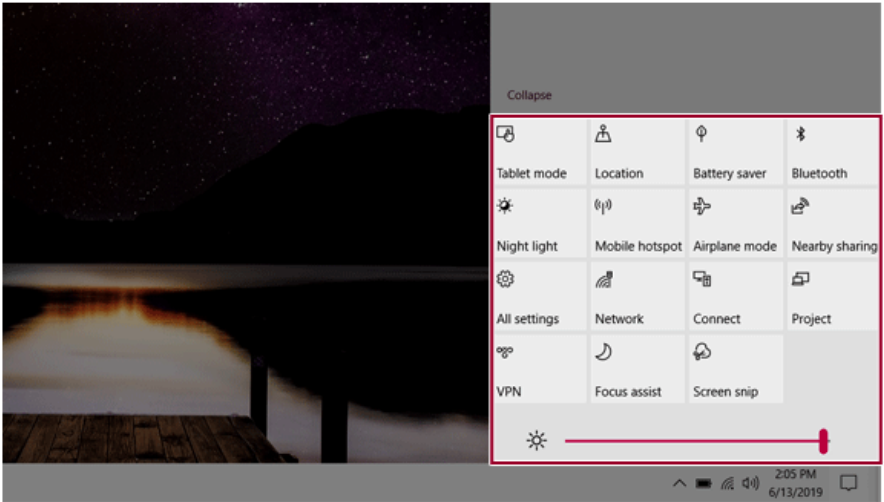 Collapse
Tablet mode
Location
Battery saver
Bluetooth
Night light
Mobile hotspot
Airplane mode
Nearby sharing
All settings
Network
Connect
Project
VPN
Focus assist
Screen snip
2:05 PM
6/13/2019